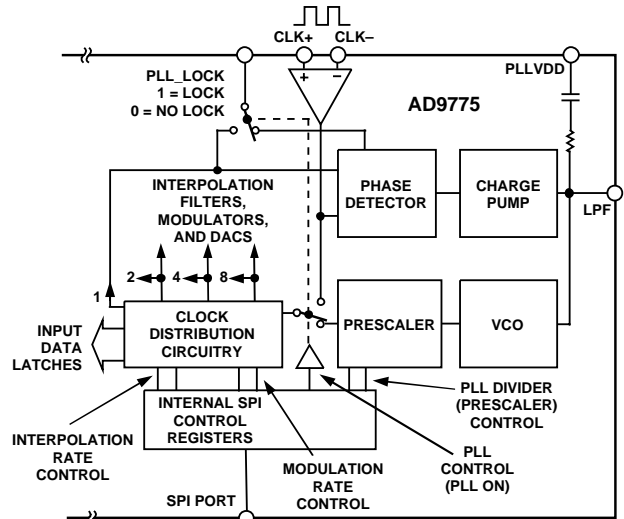 CLK+ CLK–
PLLVDD
PLL_LOCK
1 = LOCK
0 = NO LOCK
+ –
AD9775
INTERPOLATION
FILTERS,
MODULATORS,
AND DACS
PHASE
DETECTOR
CHARGE
PUMP
LPF
2 4 8
1
CLOCK
DISTRIBUTION
CIRCUITRY
PRESCALER
VCO
INPUT
DATA
LATCHES
INTERNAL SPI
CONTROL
REGISTERS
PLL DIVIDER
(PRESCALER)
CONTROL
INTERPOLATION
RATE
CONTROL
MODULATION
RATE
CONTROL
PLL
CONTROL
(PLL ON)
SPI PORT